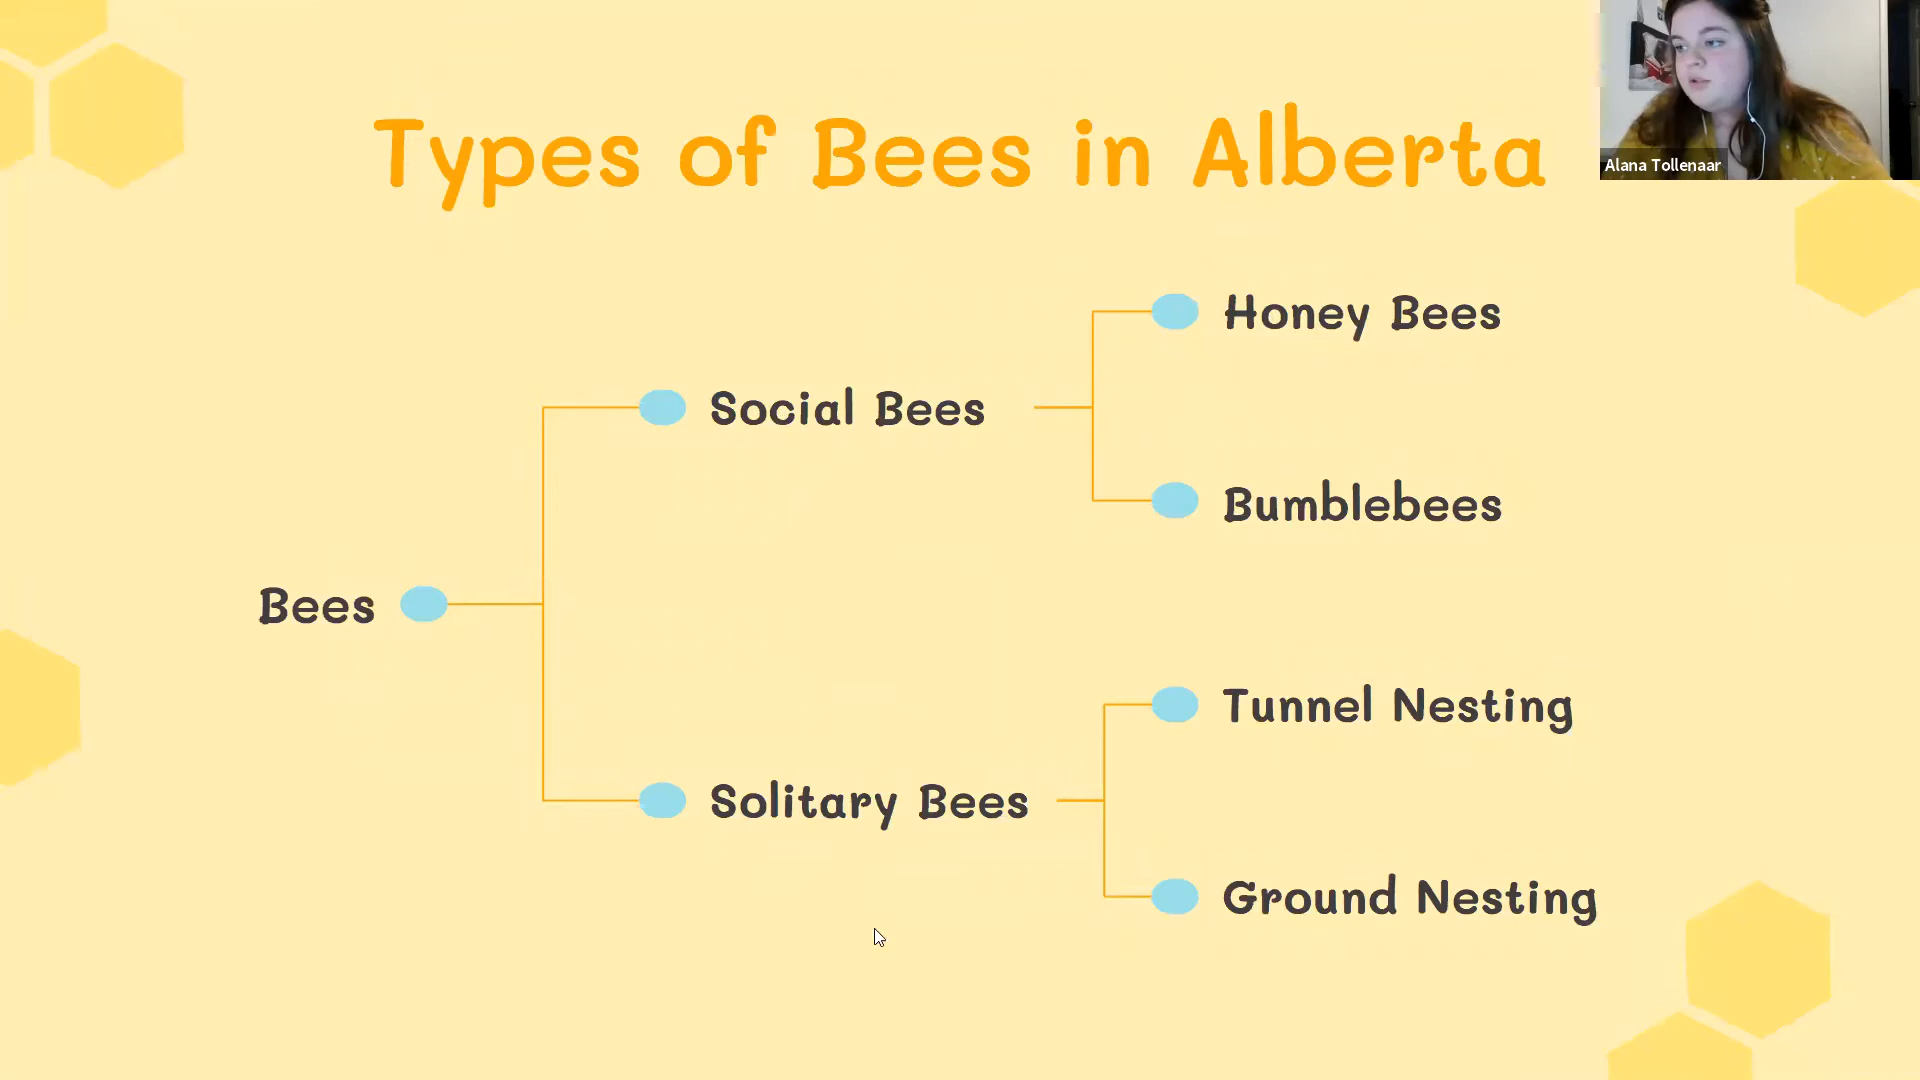 Types of Bees in Alberta
Alana Tollenaar
Honey Bees
Social Bees
Bumblebees
Bees
Tunnel Nesting
Solitary Bees
Ground Nesting